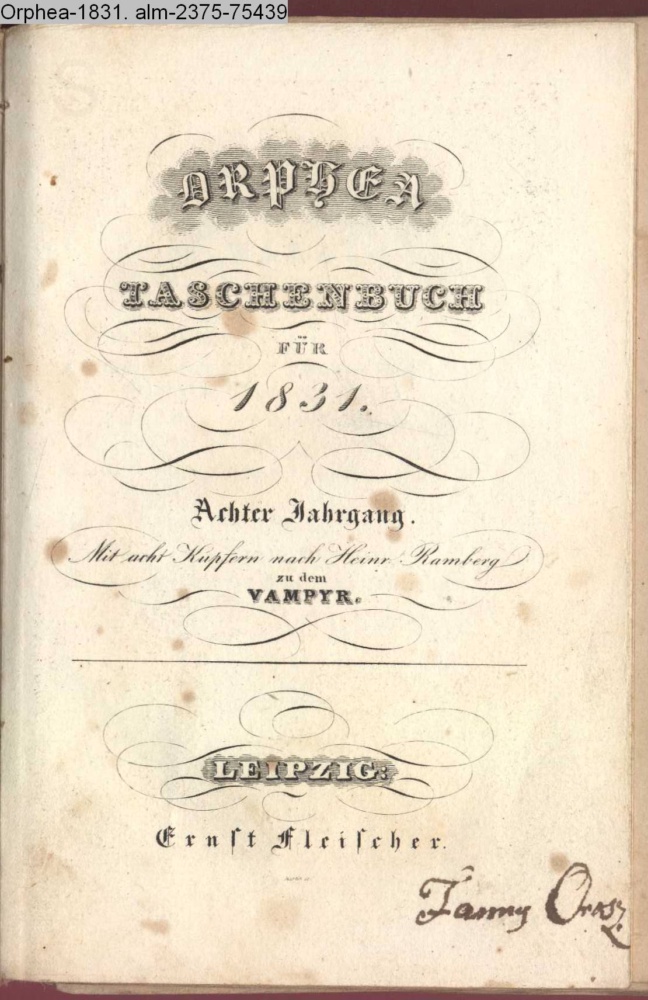 Orphea-1831. alm-2375-75439
ORPHEA
TASCHENBUCH
FÜR
1831.
Achter Jahrgang.
Mit acht Kupfern nach Heinr. Ramberg
zu dem
VAMPYR.
LEIPZIG:
Ernst Fleischer.
Fanny Orosz